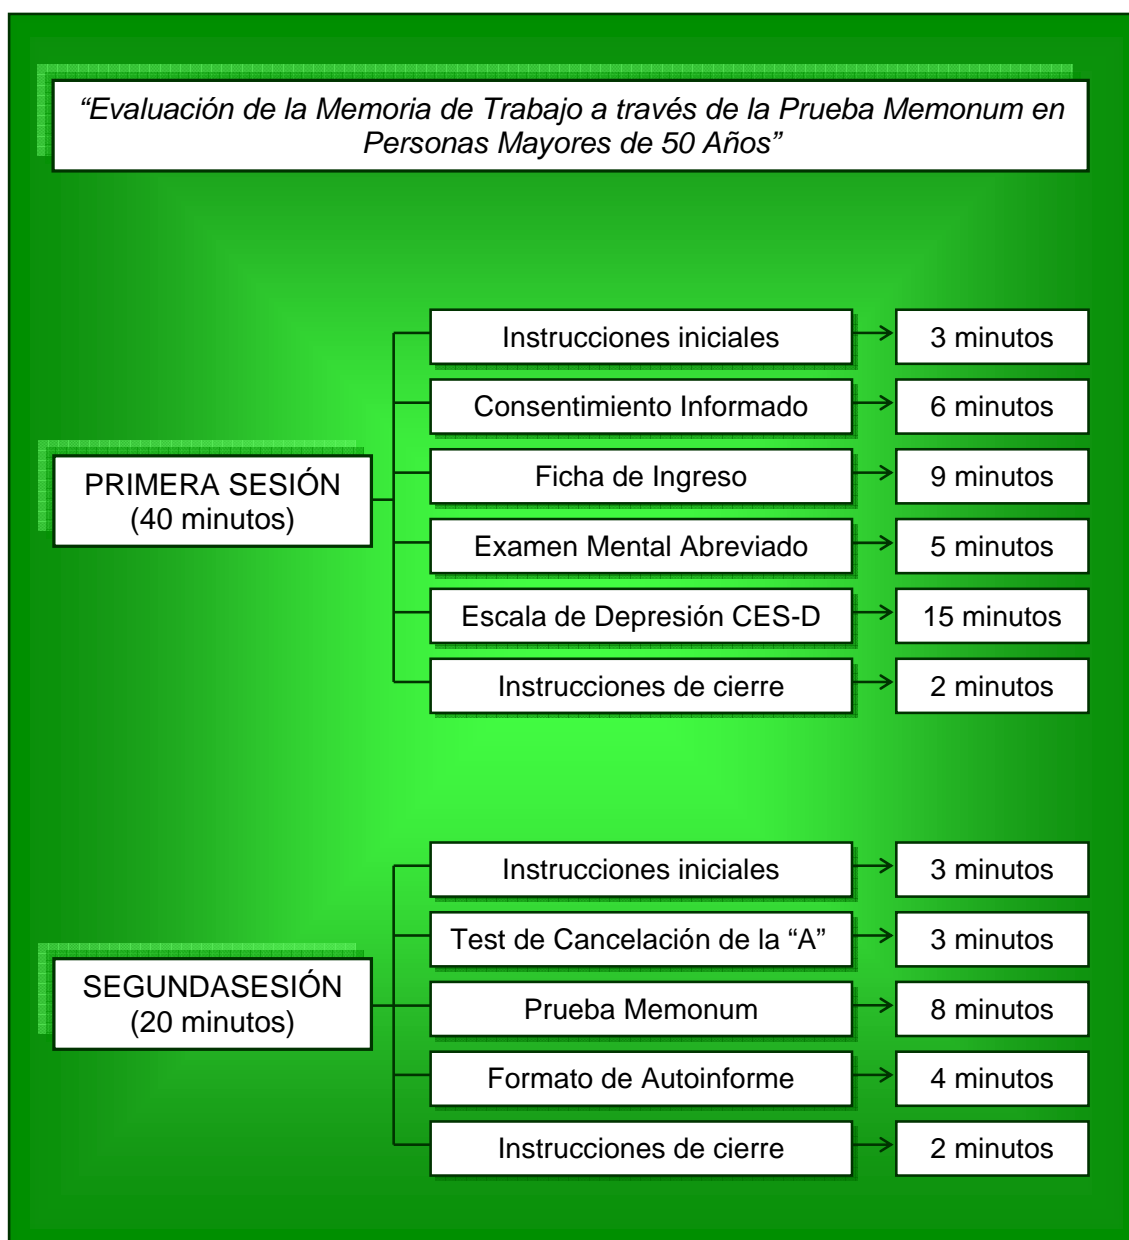 “Evaluación de la Memoria de Trabajo a través de la Prueba Memonum en
Personas Mayores de 50 Años”
PRIMERA SESIÓN
(40 minutos)
Instrucciones iniciales
3 minutos
Consentimiento Informado
6 minutos
Ficha de Ingreso
9 minutos
Examen Mental Abreviado
5 minutos
Escala de Depresión CES-D
15 minutos
Instrucciones de cierre
2 minutos
SEGUNDASESIÓN
(20 minutos)
Instrucciones iniciales
3 minutos
Test de Cancelación de la “A”
3 minutos
Prueba Memonum
8 minutos
Formato de Autoinforme
4 minutos
Instrucciones de cierre
2 minutos